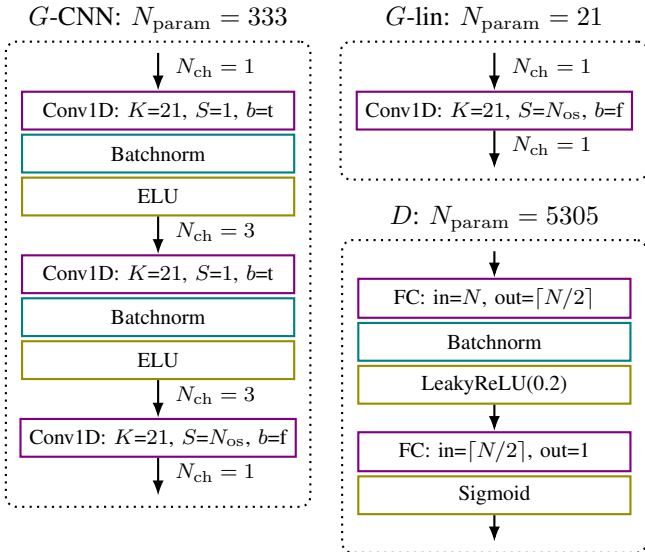 G-CNN: N_param = 333
N_ch = 1
Conv1D: K=21, S=1, b=t
Batchnorm
ELU
N_ch = 3
Conv1D: K=21, S=1, b=t
Batchnorm
ELU
N_ch = 3
Conv1D: K=21, S=N_os, b=f
N_ch = 1
G-lin: N_param = 21
N_ch = 1
Conv1D: K=21, S=N_os, b=f
N_ch = 1
D: N_param = 5305
FC: in=N, out=⌈N/2⌉
Batchnorm
LeakyReLU(0.2)
FC: in=⌈N/2⌉, out=1
Sigmoid